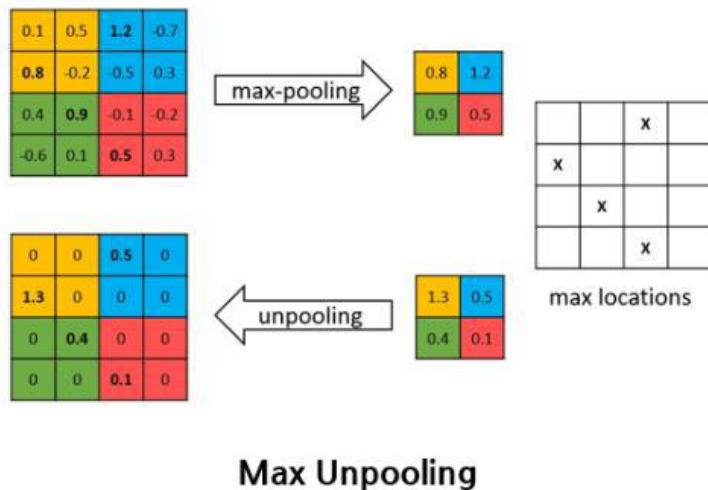 0.1 0.5 1.2 -0.7
0.8 -0.2 -0.5 0.3
0.4 0.9 -0.1 -0.2
-0.6 0.1 0.5 0.3
max-pooling
0.8 1.2
0.9 0.5
X
X
X
X
max locations
0 0 0.5 0
1.3 0 0 0
0 0.4 0 0
0 0 0.1 0
unpooling
1.3 0.5
0.4 0.1
Max Unpooling